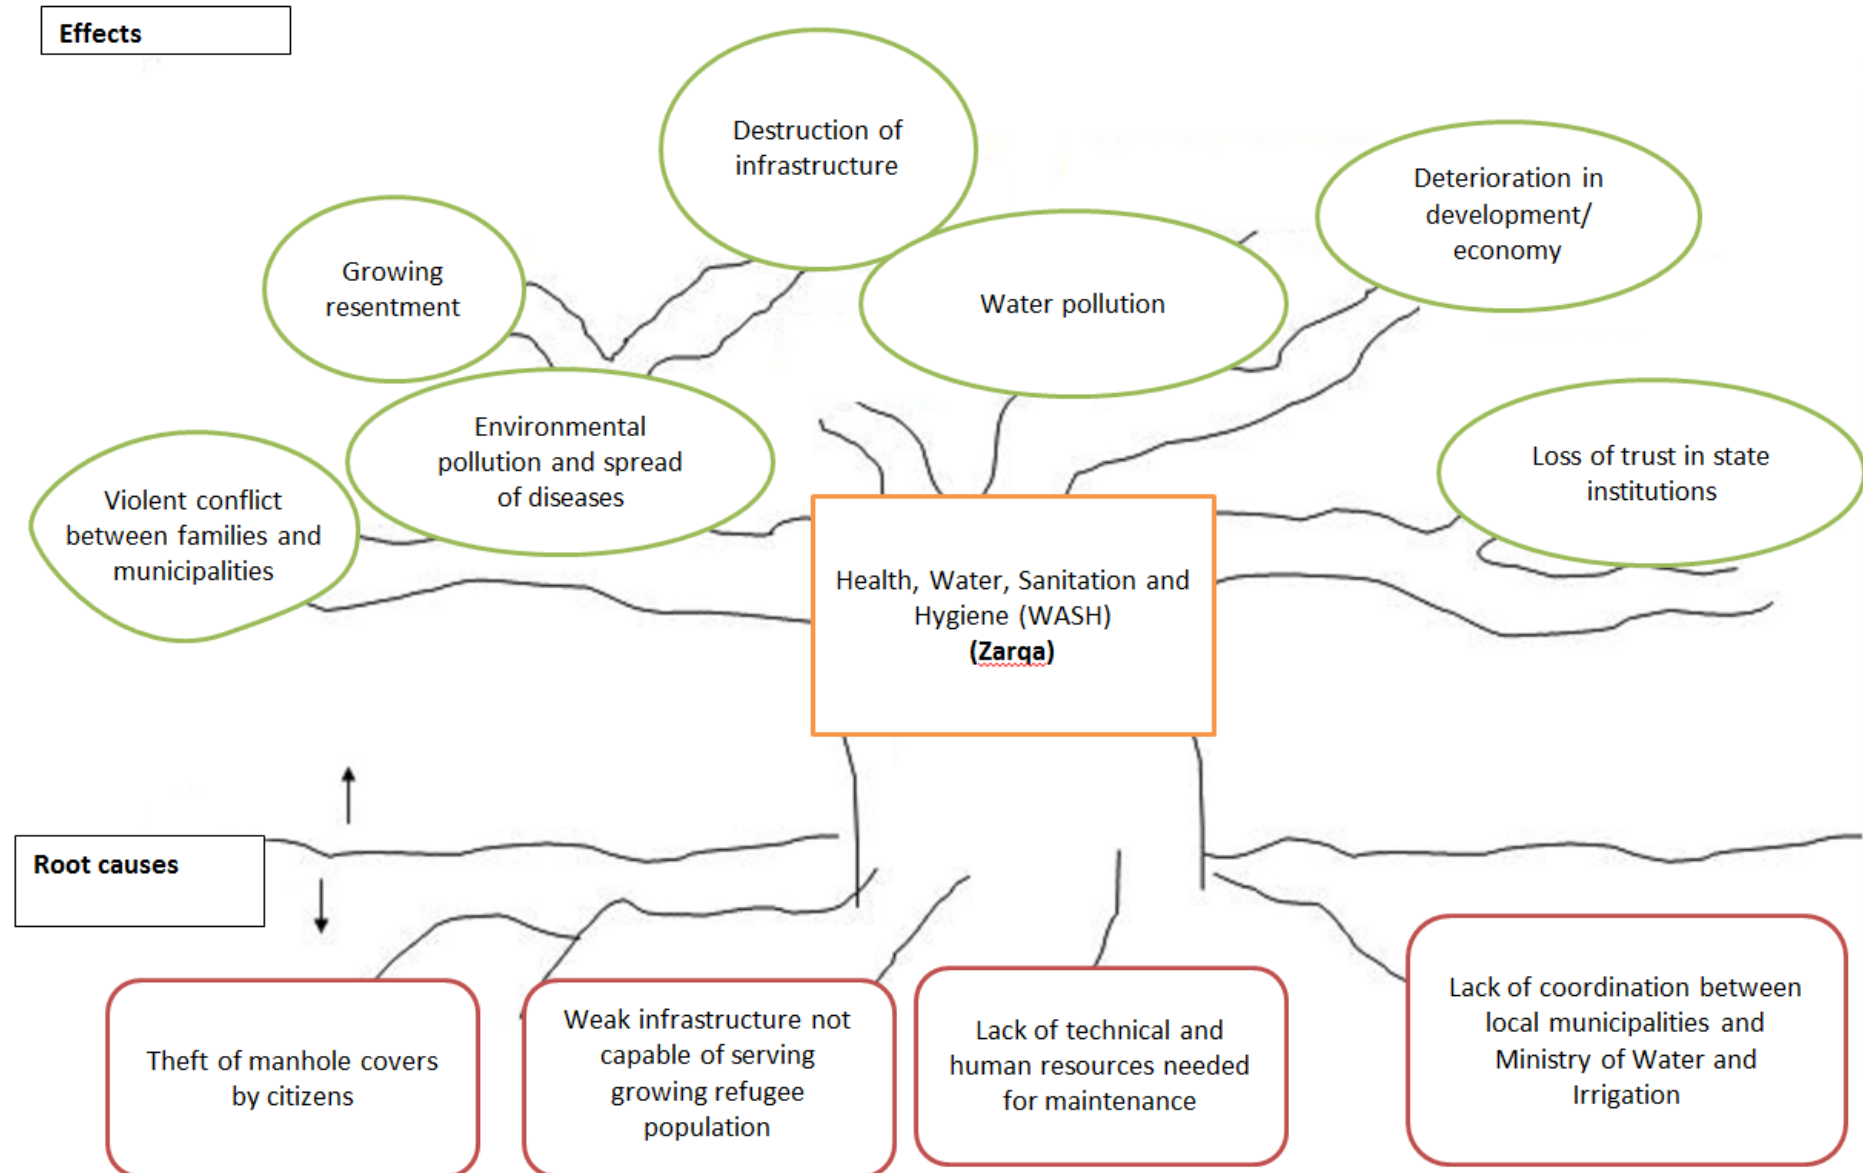 Effects
Destruction of
infrastructure
Deterioration in
development/
economy
Growing
resentment
Water pollution
Environmental
pollution and spread
of diseases
Loss of trust in state
institutions
Violent conflict
between families and
municipalities
Health, Water, Sanitation and
Hygiene (WASH)
(Zarqa)
Root causes
Theft of manhole covers
by citizens
Weak infrastructure not
capable of serving
growing refugee
population
Lack of technical and
human resources needed
for maintenance
Lack of coordination between
local municipalities and
Ministry of Water and
Irrigation